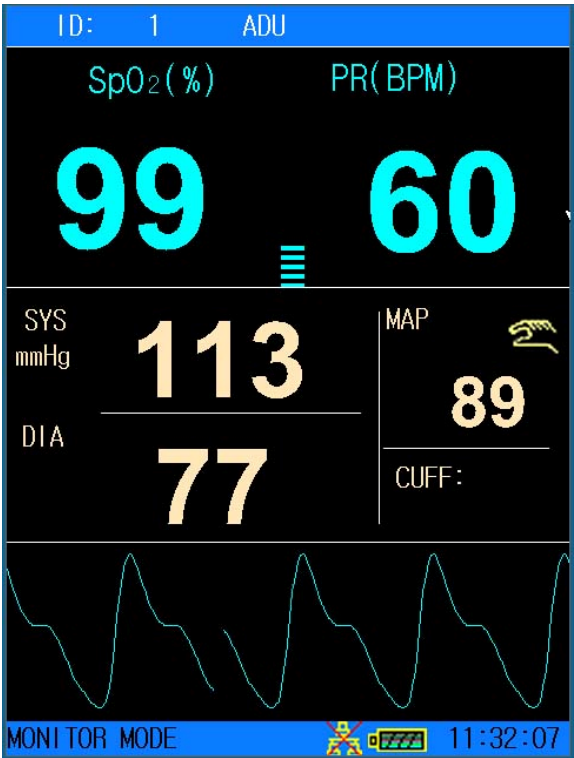 ID: 1 ADU
SpO₂(%) PR(BPM)
99 60
SYS
mmHg
113
MAP
89
DIA
77
CUFF:
MONITOR MODE 11:32:07